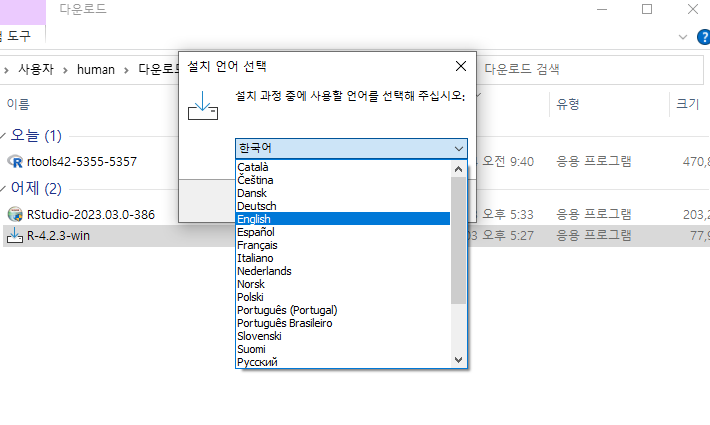 다운로드
도구
사용자 > human > 다운로드
다운로드 검색
이름
유형
크기
오늘 (1)
rtools42-5355-5357
오전 9:40
응용 프로그램
470,8
어제 (2)
RStudio-2023.03.0-386
오후 5:33
응용 프로그램
203,2
R-4.2.3-win
03 오후 5:27
응용 프로그램
77,9
설치 언어 선택
설치 과정 중에 사용할 언어를 선택해 주십시오:
한국어
Català
Čeština
Dansk
Deutsch
English
Español
Français
Italiano
Nederlands
Norsk
Polski
Português (Portugal)
Português Brasileiro
Slovenski
Suomi
Русский